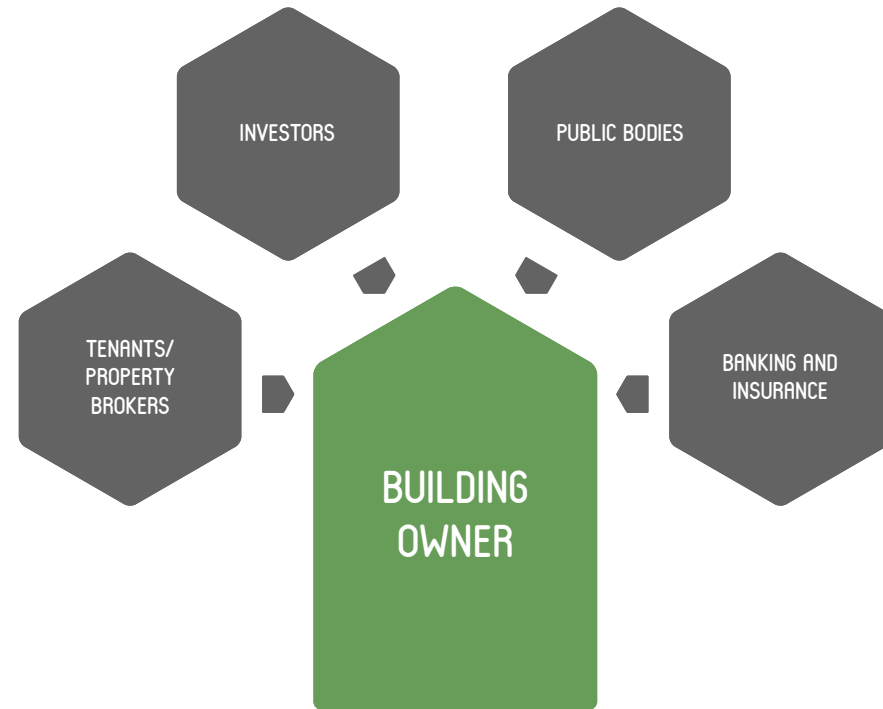 INVESTORS
PUBLIC BODIES
TENANTS/
PROPERTY
BROKERS
BANKING AND
INSURANCE
BUILDING
OWNER